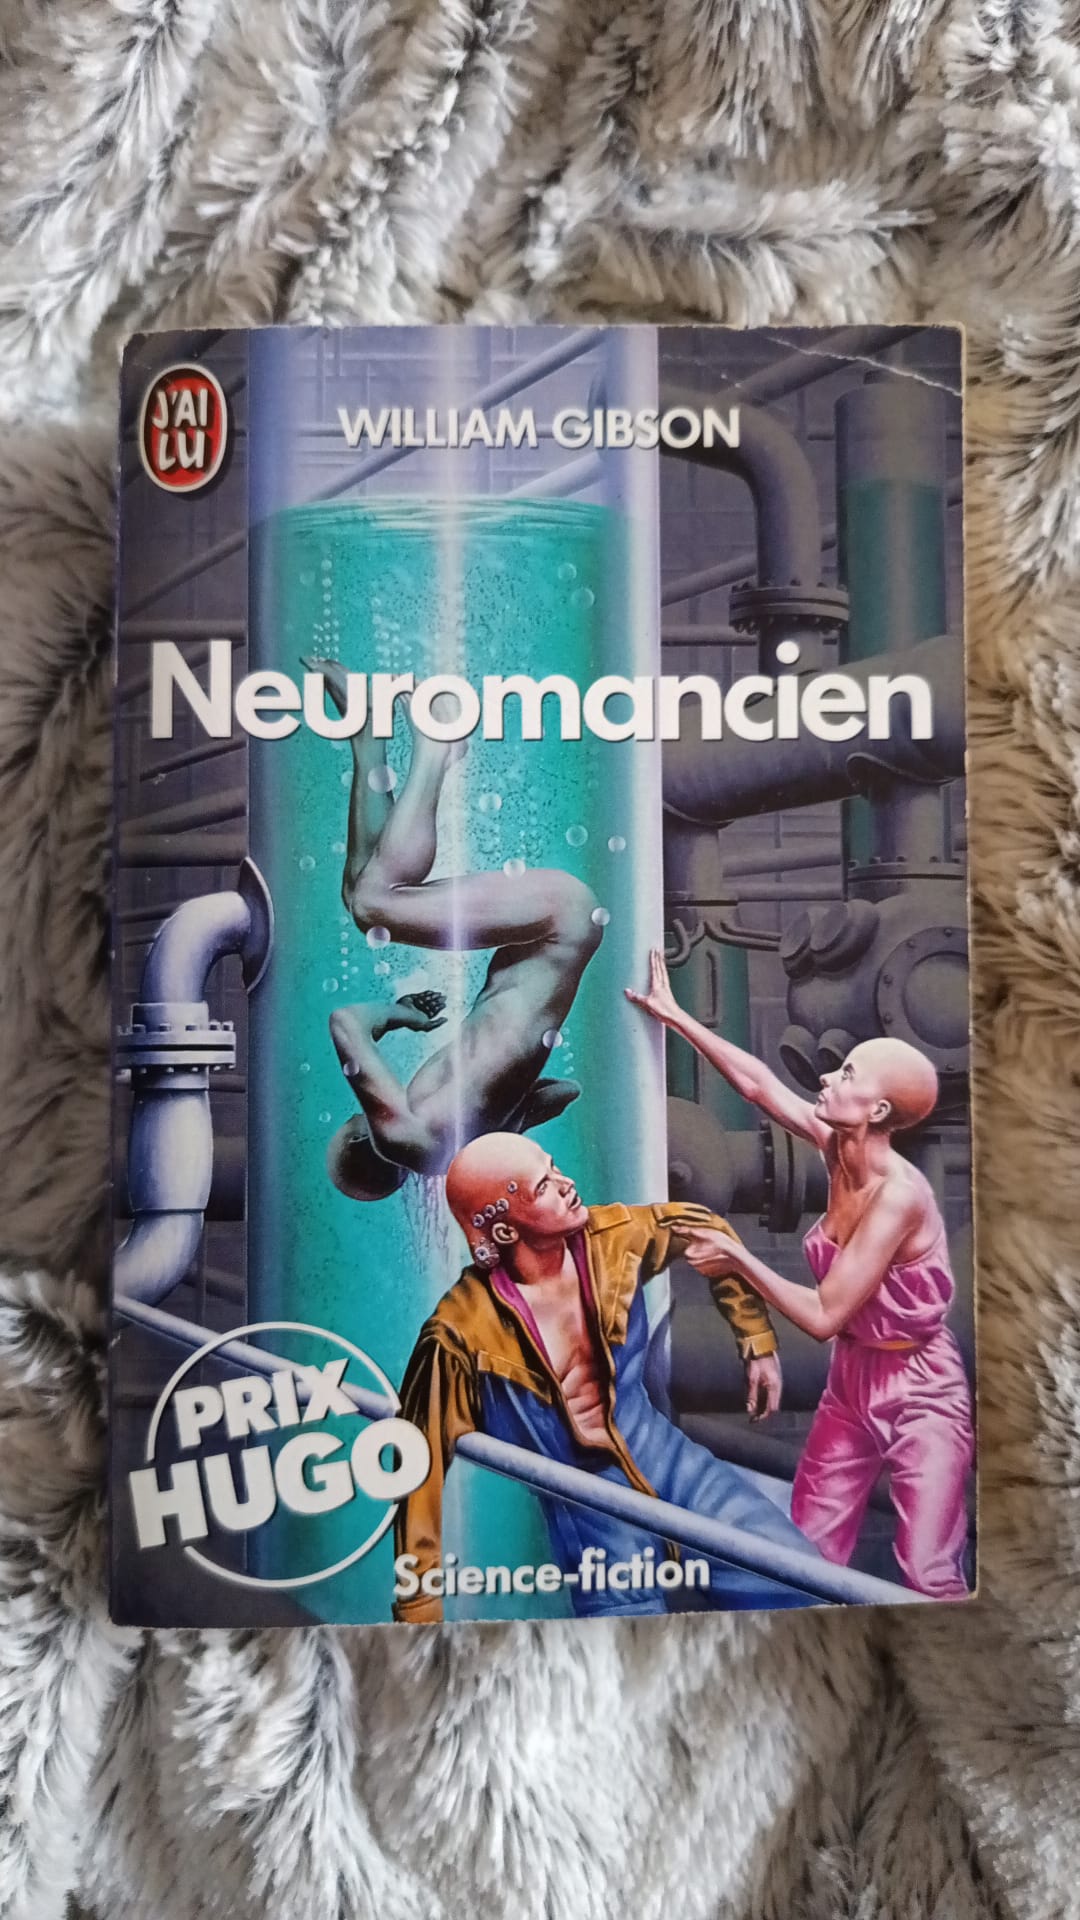 J'AI
LU
WILLIAM GIBSON
Neuromancien
PRIX
HUGO
Science-fiction